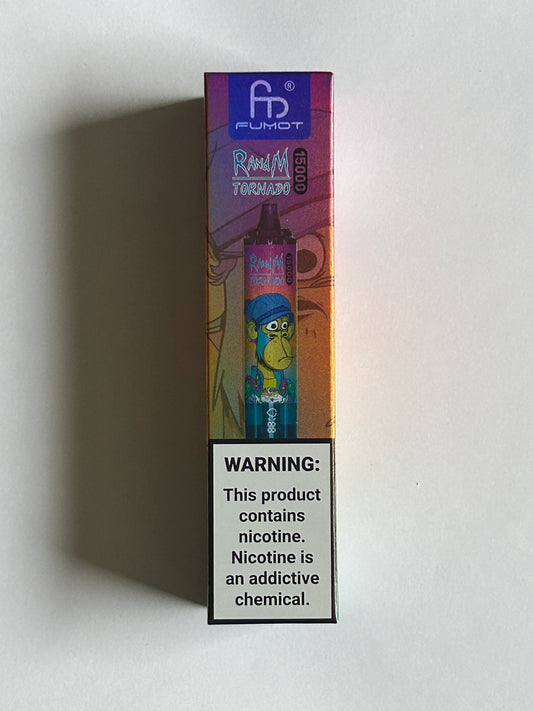 FUMOT
®
RandM
TORNADO
15000
RandM
TORNADO
15000
WARNING:
This product
contains
nicotine.
Nicotine is
an addictive
chemical.